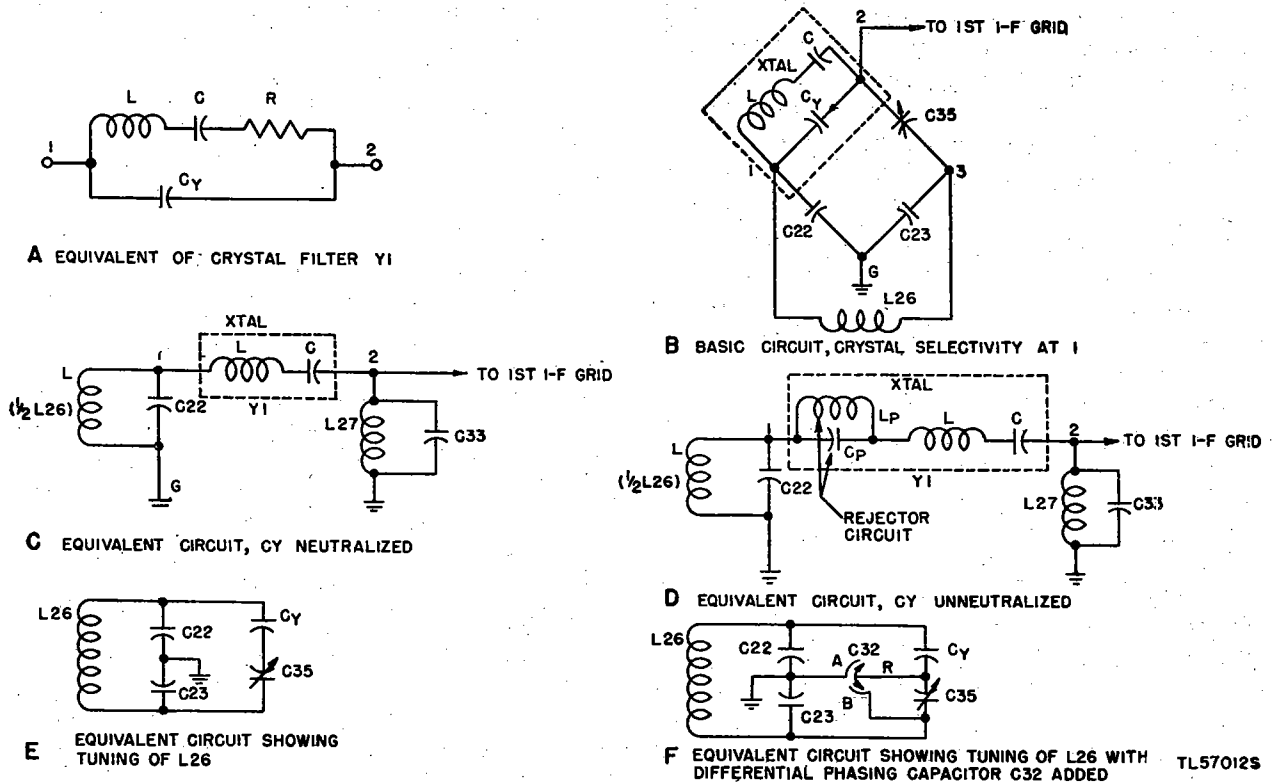 L C R
1 2
CY
A EQUIVALENT OF CRYSTAL FILTER Y1
2 TO 1ST I-F GRID
C
XTAL
L
CY
C35
1 3
C22 C23
G
L26
B BASIC CIRCUIT, CRYSTAL SELECTIVITY AT 1
XTAL
L 1 L C 2
TO 1ST I-F GRID
(½L26) C22 Y1
L27 C33
G
C EQUIVALENT CIRCUIT, CY NEUTRALIZED
XTAL
LP L C
L 1 2
CP
TO 1ST I-F GRID
(½L26) C22 Y1
L27 C33
REJECTOR
CIRCUIT
D EQUIVALENT CIRCUIT, CY UNNEUTRALIZED
L26
C22 CY
C23 C35
E EQUIVALENT CIRCUIT SHOWING
TUNING OF L26
L26
C22 C32 CY
A R
B C35
C23
F EQUIVALENT CIRCUIT SHOWING TUNING OF L26 WITH
DIFFERENTIAL PHASING CAPACITOR C32 ADDED
TL57012S